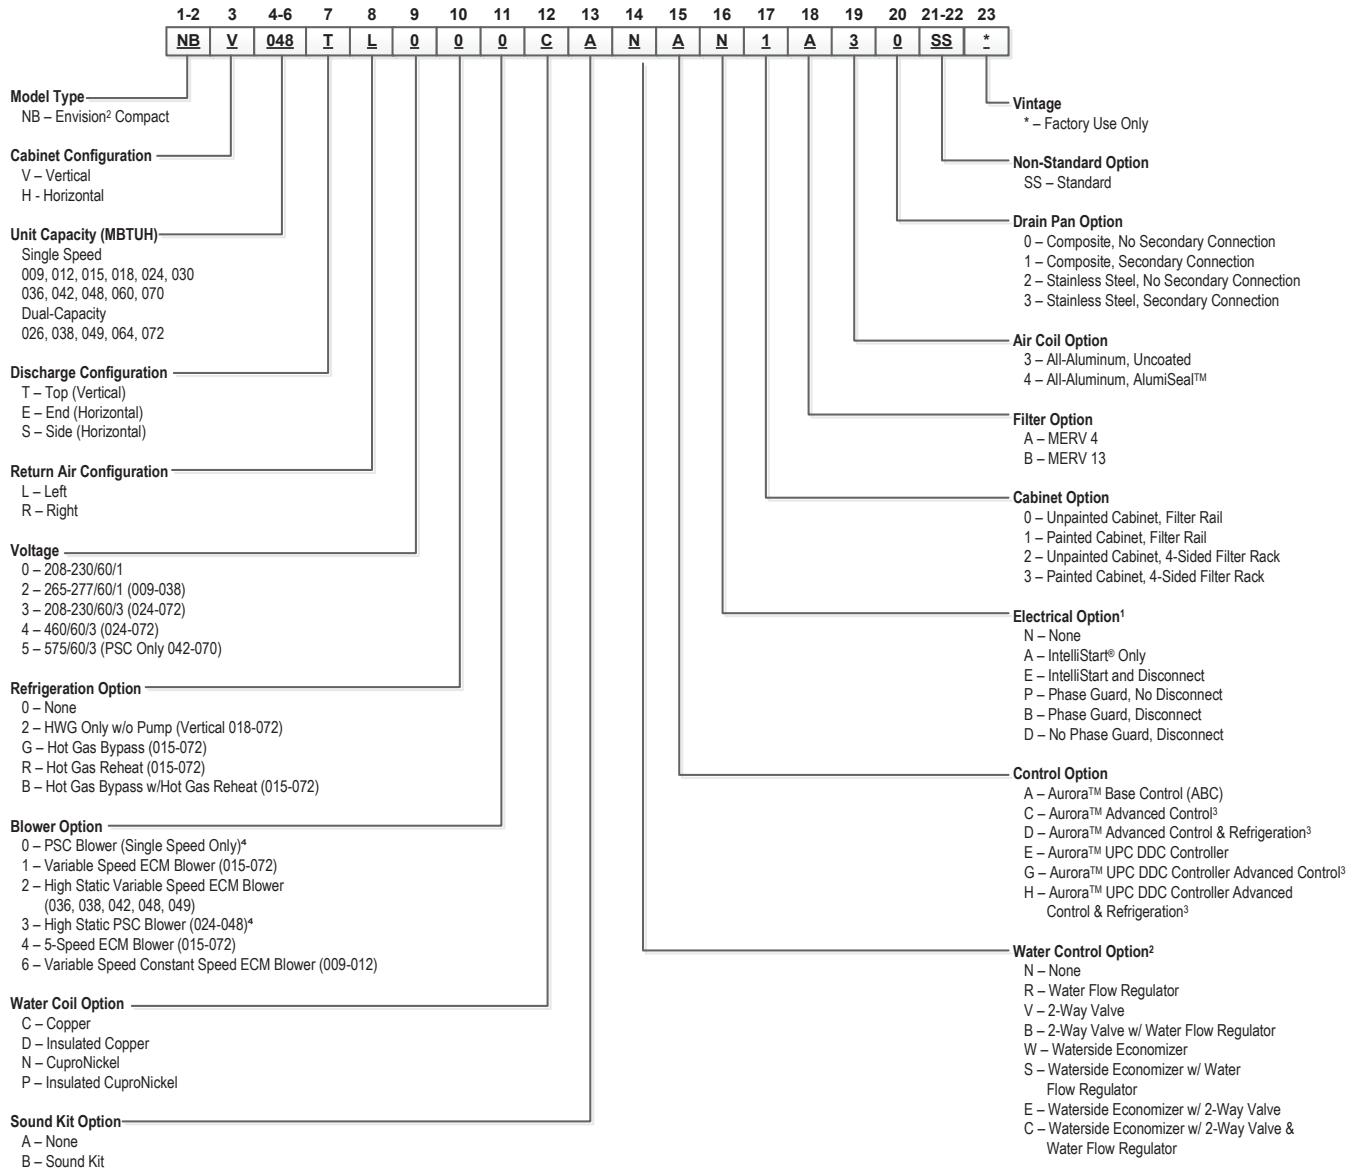 1-2 3 4-6 7 8 9 10 11 12 13 14 15 16 17 18 19 20 21-22 23
NB V 048 T L 0 0 0 C A N A N 1 A 3 0 SS *
Model Type
NB – Envision² Compact
Cabinet Configuration
V – Vertical
H - Horizontal
Unit Capacity (MBTUH)
Single Speed
009, 012, 015, 018, 024, 030
036, 042, 048, 060, 070
Dual-Capacity
026, 038, 049, 064, 072
Discharge Configuration
T – Top (Vertical)
E – End (Horizontal)
S – Side (Horizontal)
Return Air Configuration
L – Left
R – Right
Voltage
0 – 208-230/60/1
2 – 265-277/60/1 (009-038)
3 – 208-230/60/3 (024-072)
4 – 460/60/3 (024-072)
5 – 575/60/3 (PSC Only 042-070)
Refrigeration Option
0 – None
2 – HWG Only w/o Pump (Vertical 018-072)
G – Hot Gas Bypass (015-072)
R – Hot Gas Reheat (015-072)
B – Hot Gas Bypass w/Hot Gas Reheat (015-072)
Blower Option
0 – PSC Blower (Single Speed Only)⁴
1 – Variable Speed ECM Blower (015-072)
2 – High Static Variable Speed ECM Blower
(036, 038, 042, 048, 049)
3 – High Static PSC Blower (024-048)⁴
4 – 5-Speed ECM Blower (015-072)
6 – Variable Speed Constant Speed ECM Blower (009-012)
Water Coil Option
C – Copper
D – Insulated Copper
N – CuproNickel
P – Insulated CuproNickel
Sound Kit Option
A – None
B – Sound Kit
Vintage
* – Factory Use Only
Non-Standard Option
SS – Standard
Drain Pan Option
0 – Composite, No Secondary Connection
1 – Composite, Secondary Connection
2 – Stainless Steel, No Secondary Connection
3 – Stainless Steel, Secondary Connection
Air Coil Option
3 – All-Aluminum, Uncoated
4 – All-Aluminum, AlumiSeal™
Filter Option
A – MERV 4
B – MERV 13
Cabinet Option
0 – Unpainted Cabinet, Filter Rail
1 – Painted Cabinet, Filter Rail
2 – Unpainted Cabinet, 4-Sided Filter Rack
3 – Painted Cabinet, 4-Sided Filter Rack
Electrical Option¹
N – None
A – IntelliStart® Only
E – IntelliStart and Disconnect
P – Phase Guard, No Disconnect
B – Phase Guard, Disconnect
D – No Phase Guard, Disconnect
Control Option
A – Aurora™ Base Control (ABC)
C – Aurora™ Advanced Control³
D – Aurora™ Advanced Control & Refrigeration³
E – Aurora™ UPC DDC Controller
G – Aurora™ UPC DDC Controller Advanced Control³
H – Aurora™ UPC DDC Controller Advanced
Control & Refrigeration³
Water Control Option²
N – None
R – Water Flow Regulator
V – 2-Way Valve
B – 2-Way Valve w/ Water Flow Regulator
W – Waterside Economizer
S – Waterside Economizer w/ Water
Flow Regulator
E – Waterside Economizer w/ 2-Way Valve
C – Waterside Economizer w/ 2-Way Valve &
Water Flow Regulator